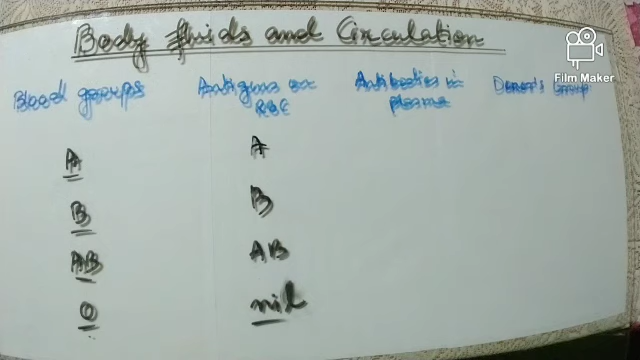 Body fluids and Circulation
Film Maker
Blood groups Antigens on RBC Antibodies in plasma Donor's Group
A A
B B
AB AB
O nil